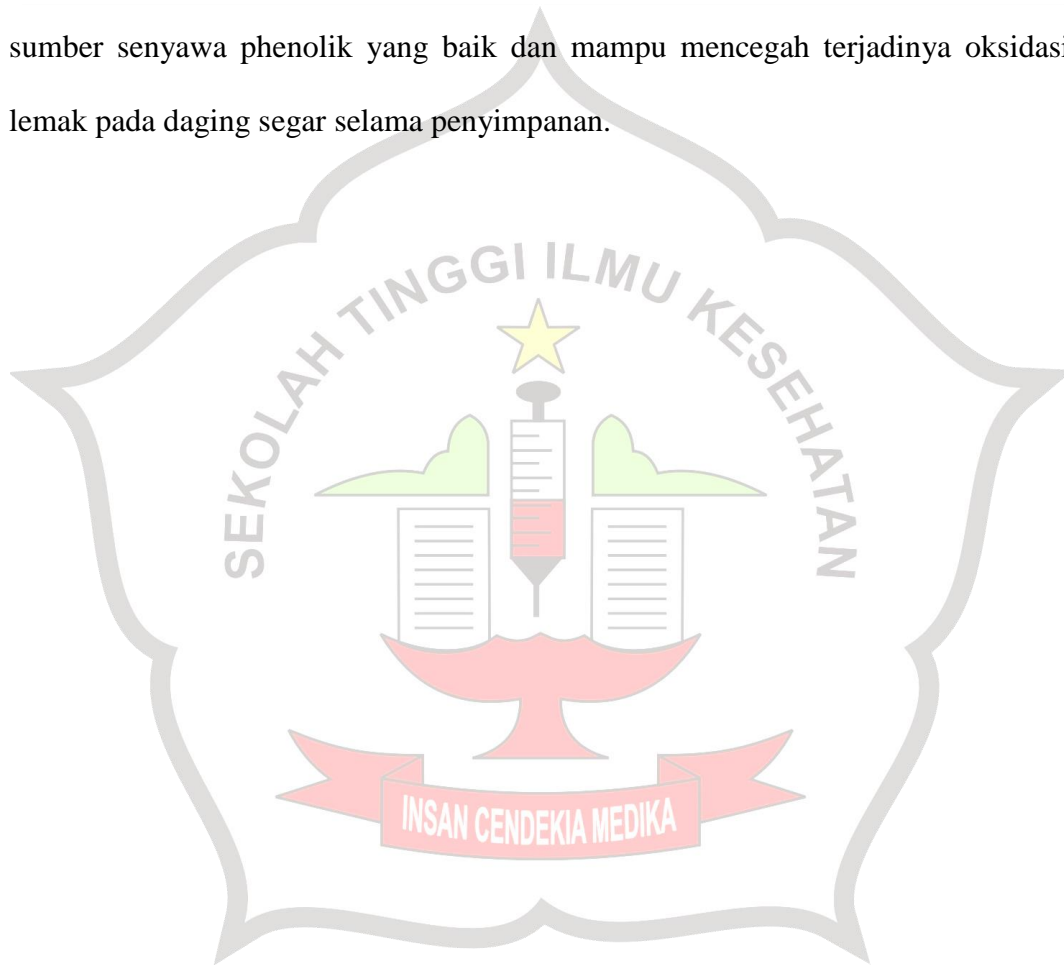 sumber senyawa phenolik yang baik dan mampu mencegah terjadinya oksidasi
lemak pada daging segar selama penyimpanan.
SEKOLAH TINGGI ILMU KESEHATAN
INSAN CENDEKIA MEDIKA